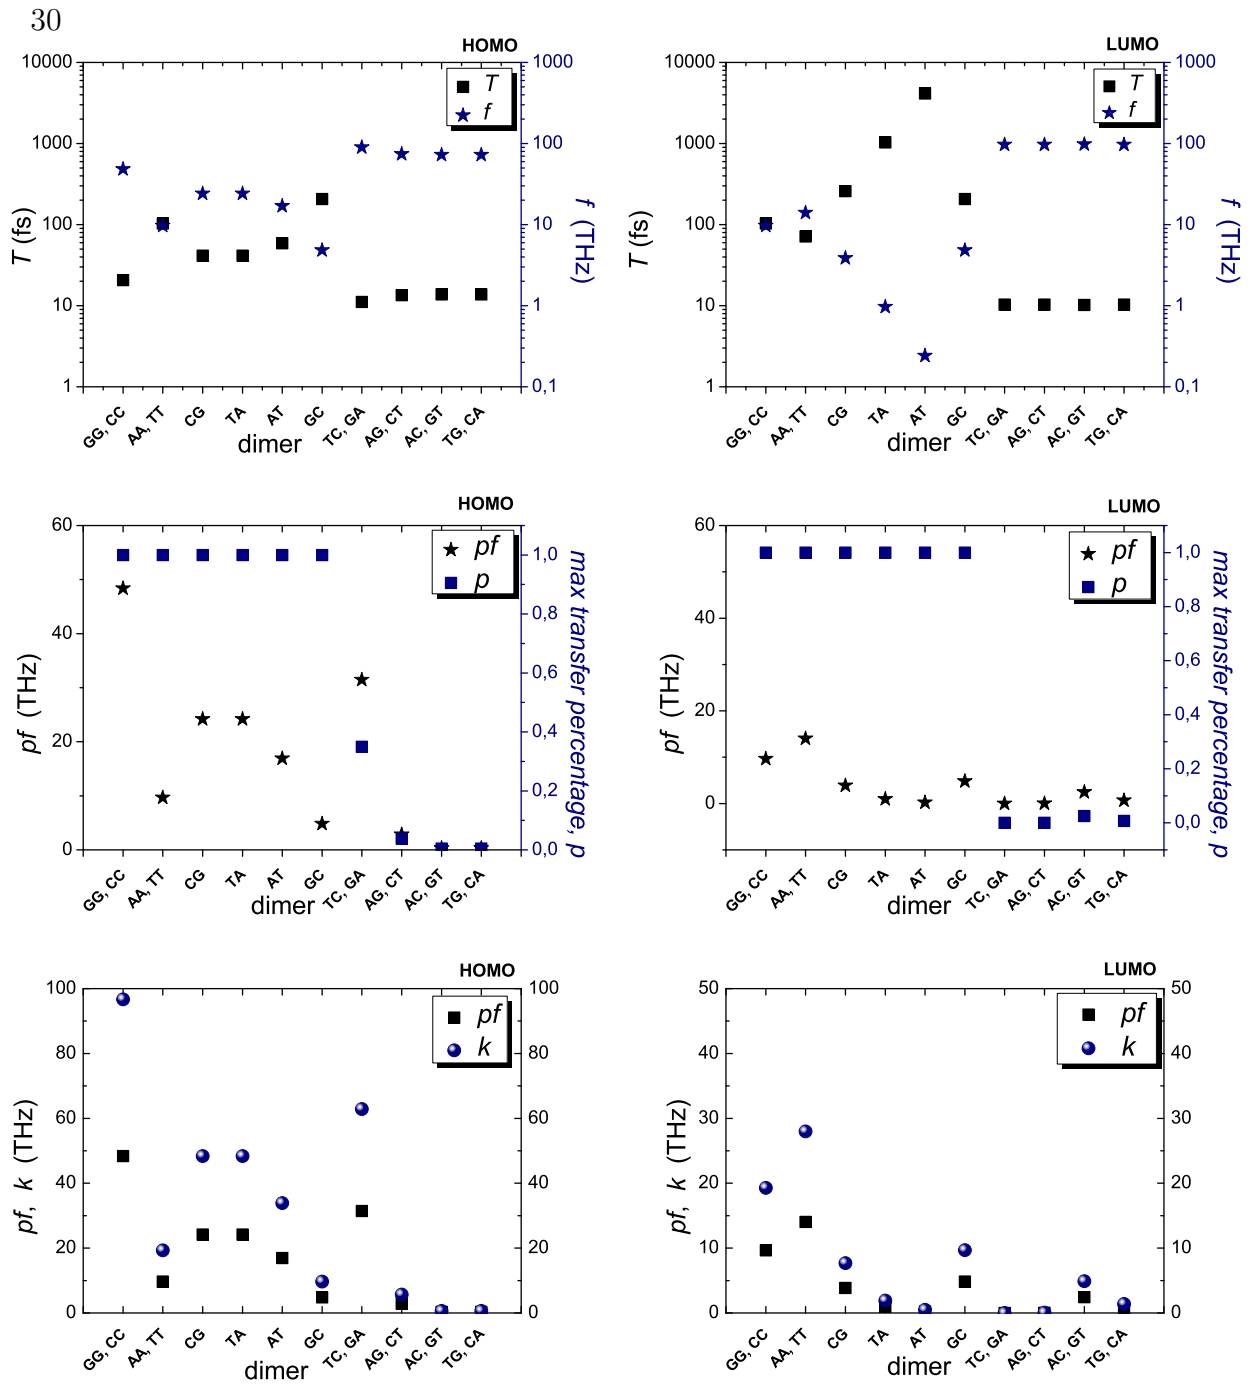 30
HOMO
10000
1000
100
10
1
T (fs)
T
f
1000
100
10
1
0,1
f (THz)
GG, CC
AA, TT
CG
TA
AT
GC
TC, GA
AG, CT
AC, GT
TG, CA
dimer
LUMO
10000
1000
100
10
1
T (fs)
T
f
1000
100
10
1
0,1
f (THz)
GG, CC
AA, TT
CG
TA
AT
GC
TC, GA
AG, CT
AC, GT
TG, CA
dimer
HOMO
60
40
20
0
pf (THz)
pf
p
1,0
0,8
0,6
0,4
0,2
0,0
max transfer percentage, p
GG, CC
AA, TT
CG
TA
AT
GC
TC, GA
AG, CT
AC, GT
TG, CA
dimer
LUMO
60
40
20
0
pf (THz)
pf
p
1,0
0,8
0,6
0,4
0,2
0,0
max transfer percentage, p
GG, CC
AA, TT
CG
TA
AT
GC
TC, GA
AG, CT
AC, GT
TG, CA
dimer
HOMO
100
80
60
40
20
0
pf, k (THz)
pf
k
100
80
60
40
20
0
GG, CC
AA, TT
CG
TA
AT
GC
TC, GA
AG, CT
AC, GT
TG, CA
dimer
LUMO
50
40
30
20
10
0
pf, k (THz)
pf
k
50
40
30
20
10
0
GG, CC
AA, TT
CG
TA
AT
GC
TC, GA
AG, CT
AC, GT
TG, CA
dimer